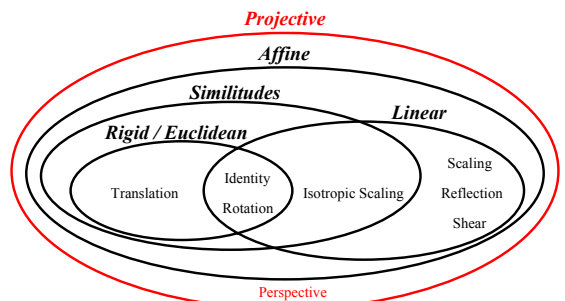 Projective
Affine
Similitudes
Linear
Rigid / Euclidean
Scaling
Identity
Translation
Isotropic Scaling
Reflection
Rotation
Shear
Perspective